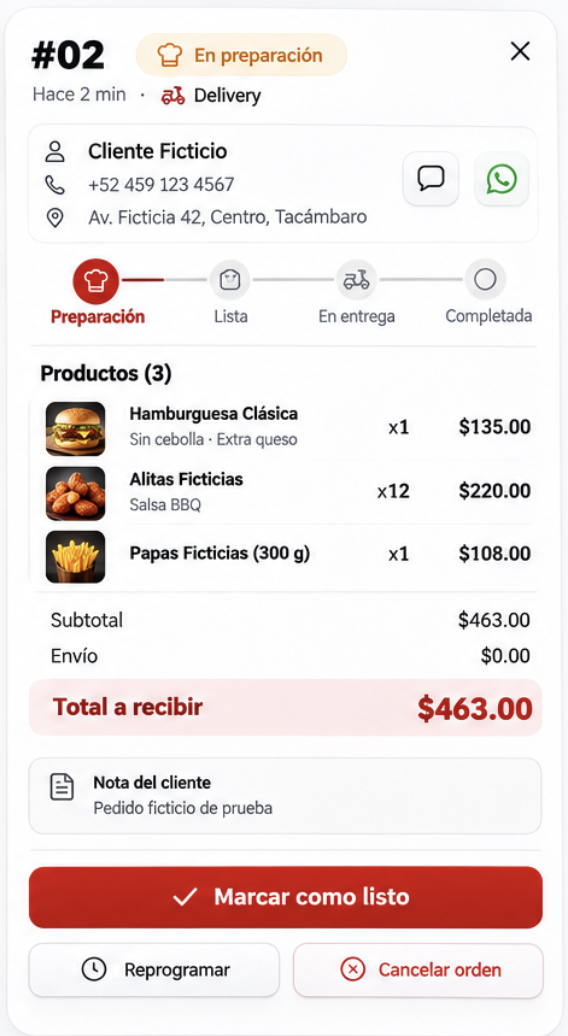 #02
En preparación
Hace 2 min · Delivery
Cliente Ficticio
+52 459 123 4567
Av. Ficticia 42, Centro, Tacámbaro
Preparación Lista En entrega Completada
Productos (3)
Hamburguesa Clásica
Sin cebolla · Extra queso
x1 $135.00
Alitas Ficticias
Salsa BBQ
x12 $220.00
Papas Ficticias (300 g) x1 $108.00
Subtotal $463.00
Envío $0.00
Total a recibir $463.00
Nota del cliente
Pedido ficticio de prueba
Marcar como listo
Reprogramar Cancelar orden